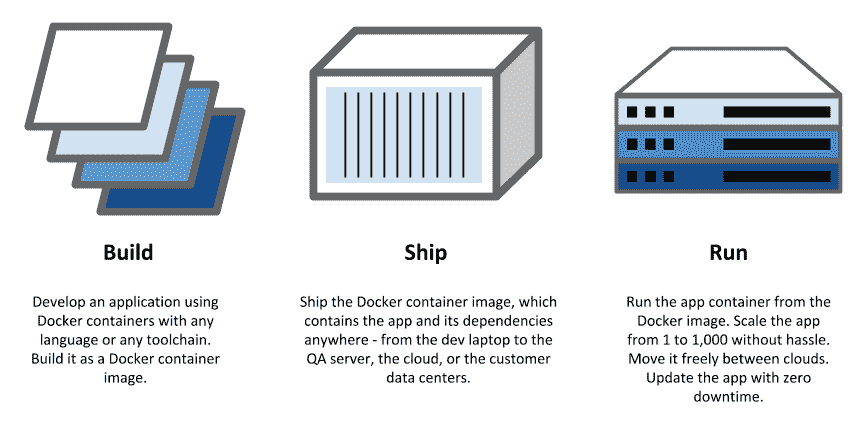 Build
Develop an application using
Docker containers with any
language or any toolchain.
Build it as a Docker container
image.
Ship
Ship the Docker container image, which
contains the app and its dependencies
anywhere - from the dev laptop to the
QA server, the cloud, or the customer
data centers.
Run
Run the app container from the
Docker image. Scale the app
from 1 to 1,000 without hassle.
Move it freely between clouds.
Update the app with zero
downtime.